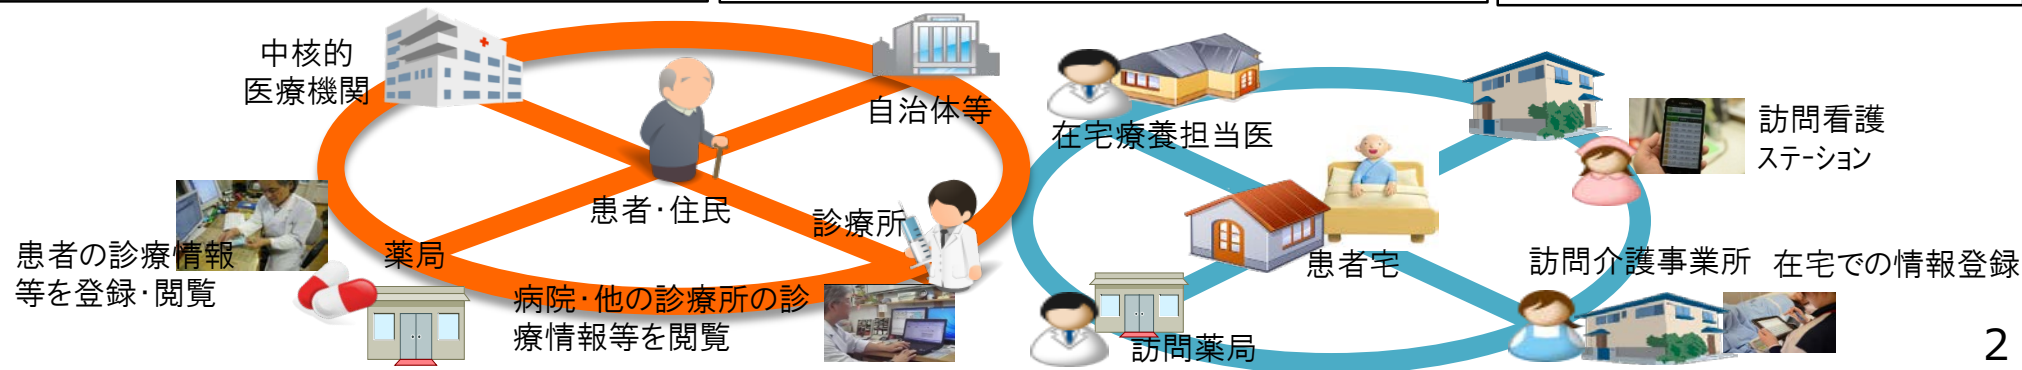 中核的
医療機関
自治体等
患者・住民
診療所
薬局
患者の診療情報
等を登録・閲覧
病院・他の診療所の診
療情報等を閲覧
在宅療養担当医
訪問看護
ステーション
患者宅
訪問介護事業所
在宅での情報登録
訪問薬局
2